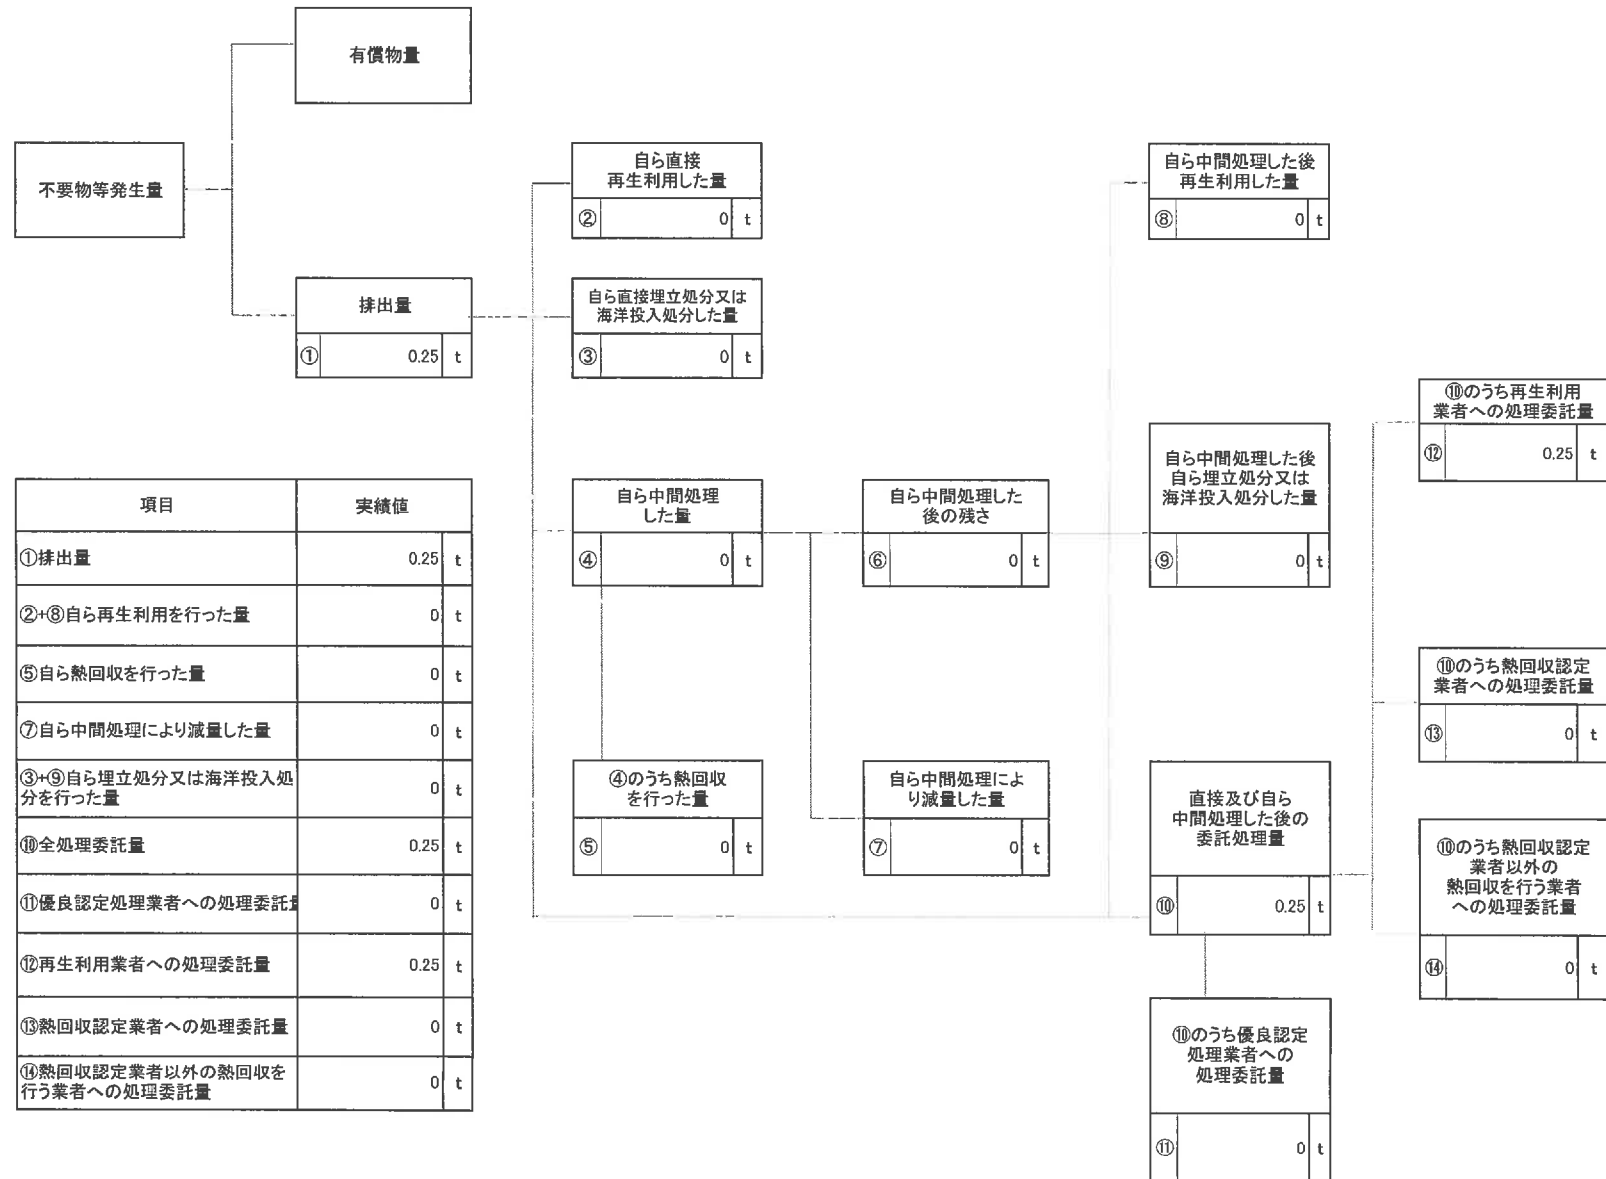 有償物量
不要物等発生量
排出量
① 0.25 t
自ら直接
再生利用した量
② 0 t
自ら直接埋立処分又は
海洋投入処分した量
③ 0 t
自ら中間処理
した量
④ 0 t
④のうち熱回収
を行った量
⑤ 0 t
自ら中間処理した
後の残さ
⑥ 0 t
自ら中間処理によ
り減量した量
⑦ 0 t
自ら中間処理した後
再生利用した量
⑧ 0 t
自ら中間処理した後
自ら埋立処分又は
海洋投入処分した量
⑨ 0 t
直接及び自ら
中間処理した後の
委託処理量
⑩ 0.25 t
⑩のうち優良認定
処理業者への
処理委託量
⑪ 0 t
⑩のうち再生利用
業者への処理委託量
⑫ 0.25 t
⑩のうち熱回収認定
業者への処理委託量
⑬ 0 t
⑩のうち熱回収認定
業者以外の
熱回収を行う業者
への処理委託量
⑭ 0 t
項目 実績値
①排出量 0.25 t
②+⑧自ら再生利用を行った量 0 t
⑤自ら熱回収を行った量 0 t
⑦自ら中間処理により減量した量 0 t
③+⑨自ら埋立処分又は海洋投入処
分を行った量 0 t
⑩全処理委託量 0.25 t
⑪優良認定処理業者への処理委託量 0 t
⑫再生利用業者への処理委託量 0.25 t
⑬熱回収認定業者への処理委託量 0 t
⑭熱回収認定業者以外の熱回収を
行う業者への処理委託量 0 t